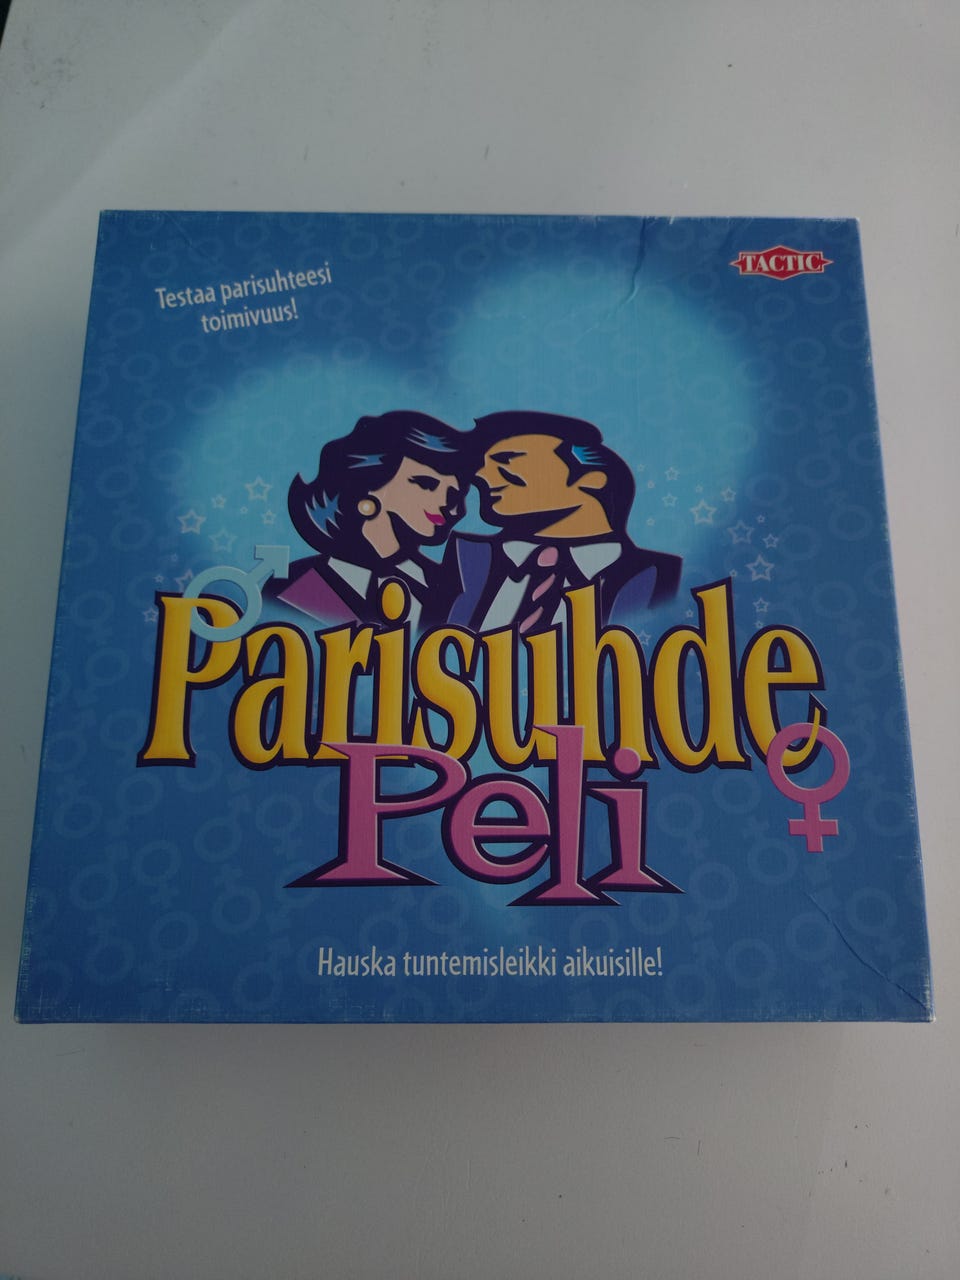 Testaa parisuhteesi
toimivuus!
TACTIC
Parisuhde
Peli
Hauska tuntemisleikki aikuisille!